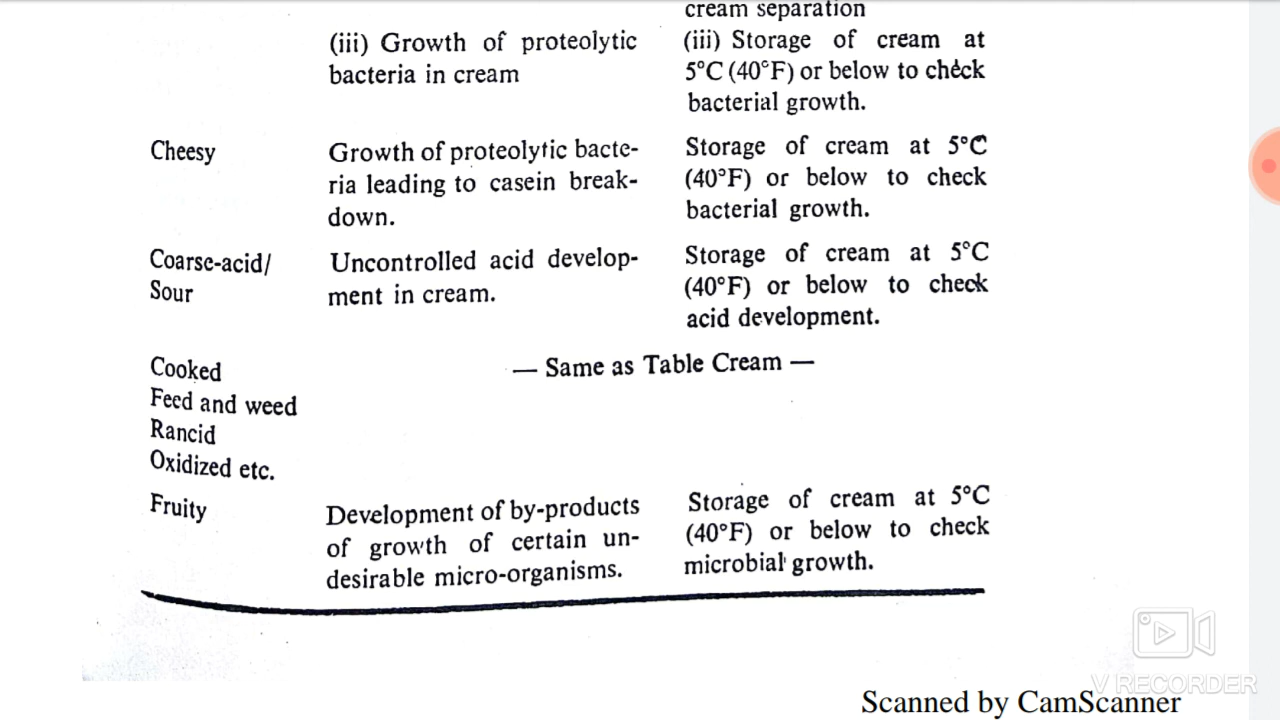 cream separation
(iii) Growth of proteolytic
bacteria in cream
(iii) Storage of cream at
5°C (40°F) or below to check
bacterial growth.
Cheesy
Growth of proteolytic bacte-
ria leading to casein break-
down.
Storage of cream at 5°C
(40°F) or below to check
bacterial growth.
Coarse-acid/
Sour
Uncontrolled acid develop-
ment in cream.
Storage of cream at 5°C
(40°F) or below to check
acid development.
Cooked
Feed and weed
Rancid
Oxidized etc.
— Same as Table Cream —
Fruity
Development of by-products
of growth of certain un-
desirable micro-organisms.
Storage of cream at 5°C
(40°F) or below to check
microbial growth.
V RECORDER
Scanned by CamScanner